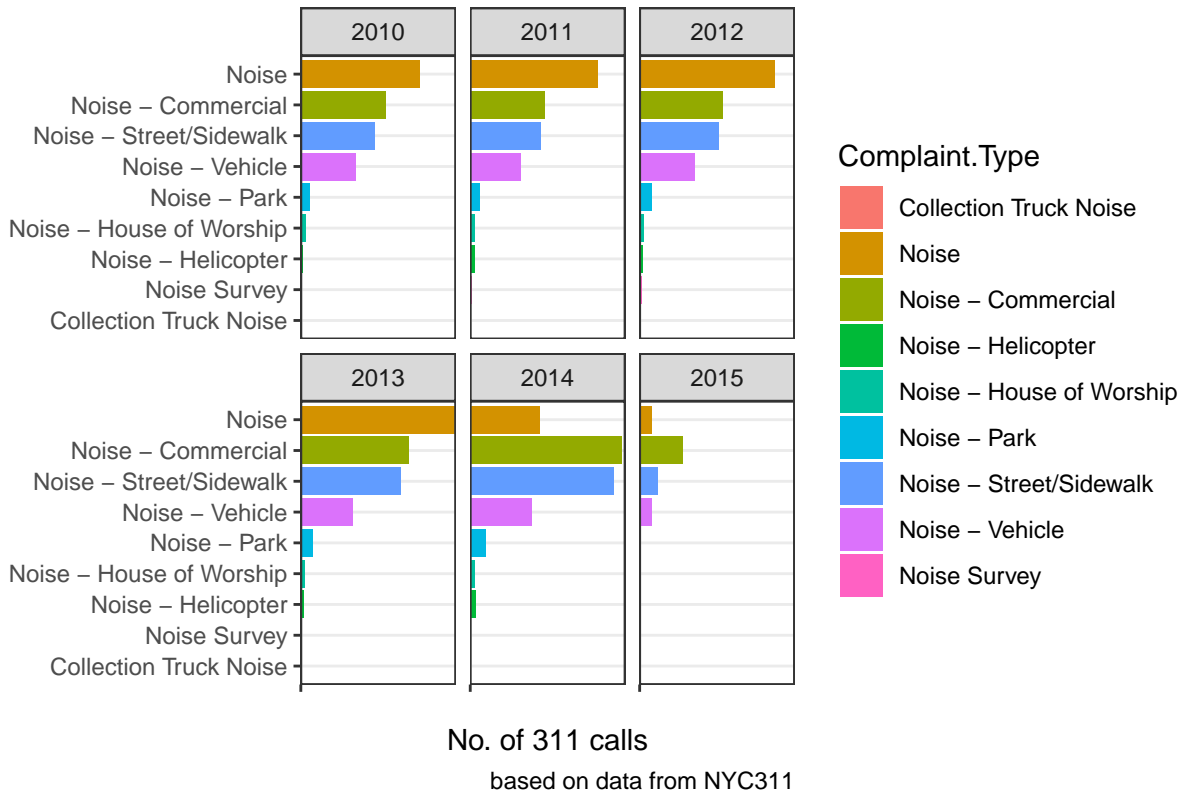 2010
2011
2012
Noise
Noise – Commercial
Noise – Street/Sidewalk
Noise – Vehicle
Noise – Park
Noise – House of Worship
Noise – Helicopter
Noise Survey
Collection Truck Noise
2013
2014
2015
Noise
Noise – Commercial
Noise – Street/Sidewalk
Noise – Vehicle
Noise – Park
Noise – House of Worship
Noise – Helicopter
Noise Survey
Collection Truck Noise
No. of 311 calls
based on data from NYC311
Complaint.Type
Collection Truck Noise
Noise
Noise – Commercial
Noise – Helicopter
Noise – House of Worship
Noise – Park
Noise – Street/Sidewalk
Noise – Vehicle
Noise Survey